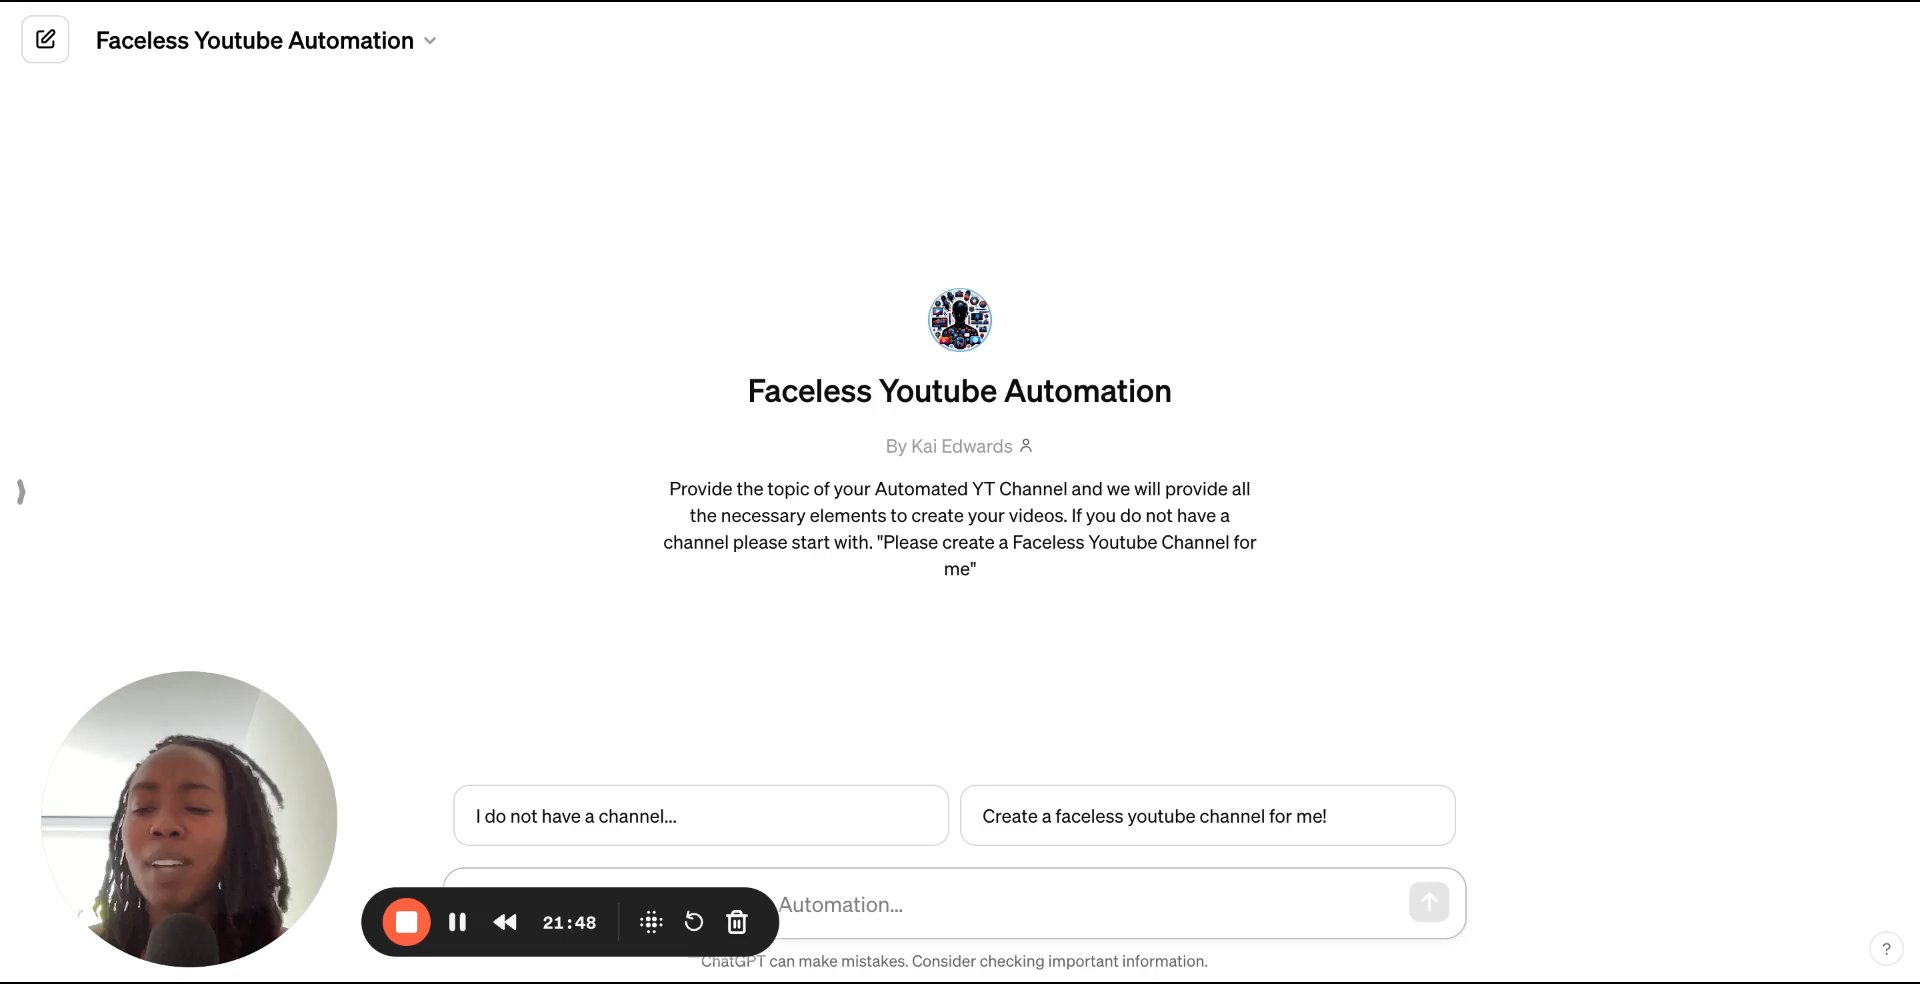 Faceless Youtube Automation
Faceless Youtube Automation
By Kai Edwards
Provide the topic of your Automated YT Channel and we will provide all
the necessary elements to create your videos. If you do not have a
channel please start with. "Please create a Faceless Youtube Channel for
me"
I do not have a channel...
Create a faceless youtube channel for me!
Automation...
21:48
ChatGPT can make mistakes. Consider checking important information.
?